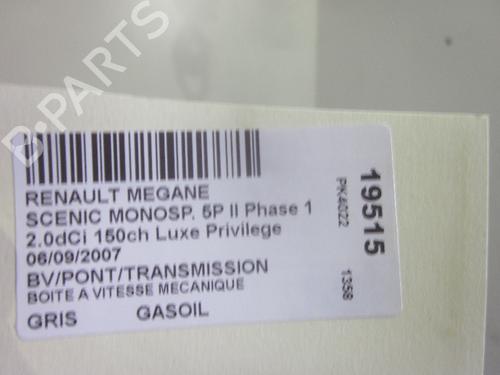 B-PARTS
RENAULT MEGANE
SCENIC MONOSP. 5P II Phase 1
2.0dCi 150ch Luxe Privilege
06/09/2007
BV/PONT/TRANSMISSION
BOITE A VITESSE MECANIQUE
GRIS GASOIL
19515
PK4022
1358